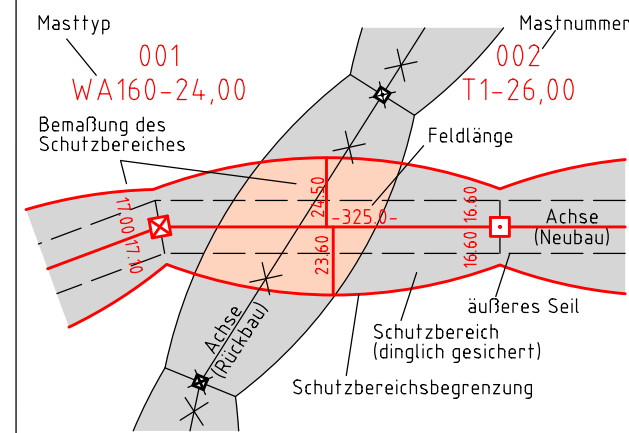 Masttyp
Mastnummer
001
WA160-24,00
002
T1-26,00
Bemaßung des
Schutzbereiches
Feldlänge
17.00
17.10
24.50
23.60
-325.0-
16.60
16.60
Achse
(Neubau)
äußeres Seil
Achse
(Rückbau)
Schutzbereich
(dinglich gesichert)
Schutzbereichsbegrenzung